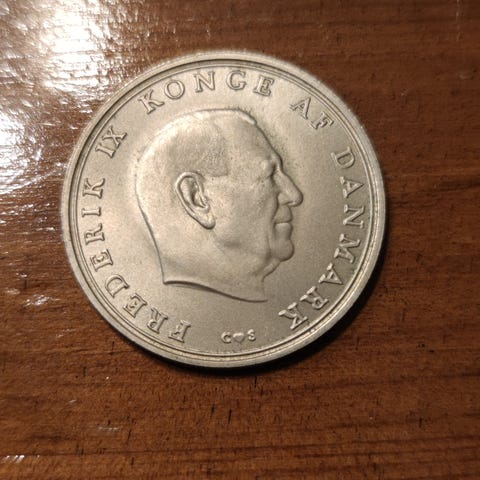 FREDERIK IX KONGE AF DANMARK
C♥S